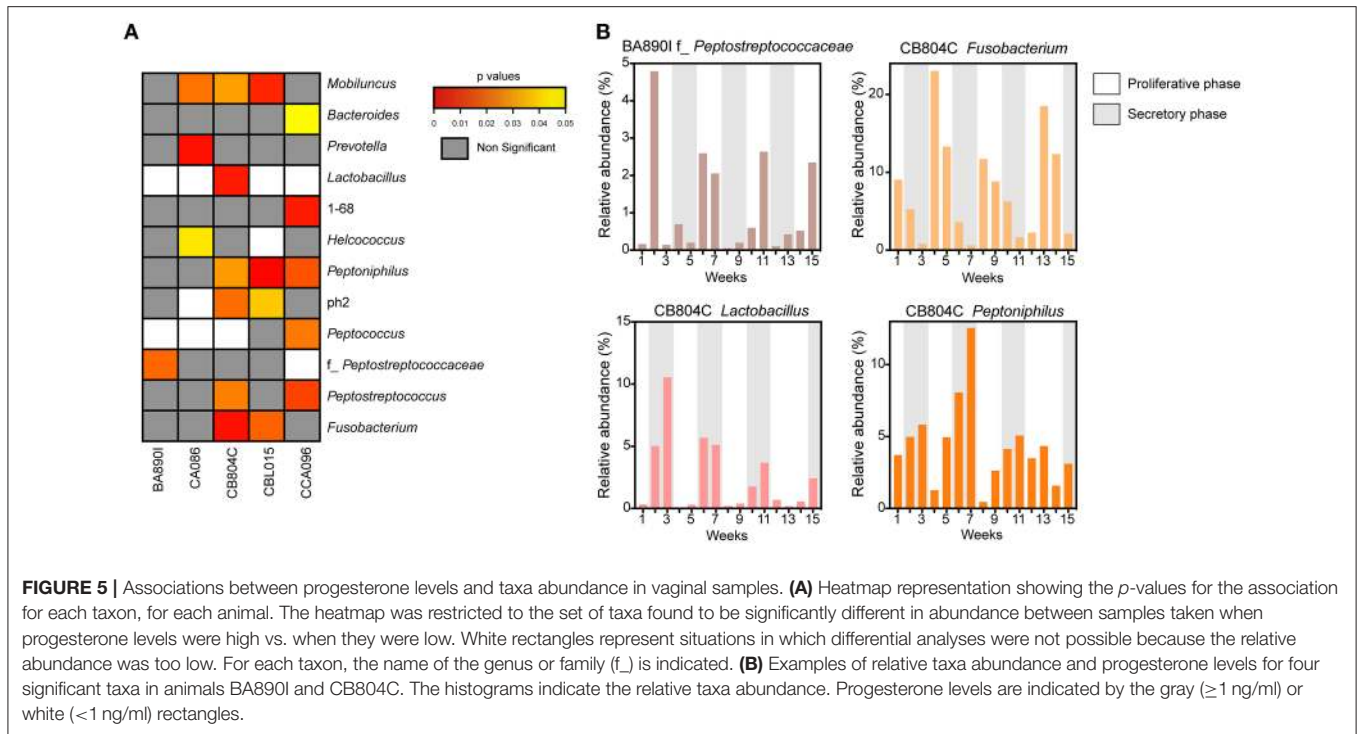 A
Mobiluncus
Bacteroides
Prevotella
Lactobacillus
1-68
Helcococcus
Peptoniphilus
ph2
Peptococcus
f_ Peptostreptococcaceae
Peptostreptococcus
Fusobacterium
BA890I
CA086
CB804C
CBL015
CCA096
p values
0 0.01 0.02 0.03 0.04 0.05
Non Significant
B
BA890I f_ Peptostreptococcaceae
Relative abundance (%)
5
4
3
2
1
0
1 3 5 7 9 11 13 15
Weeks
CB804C Fusobacterium
Relative abundance (%)
20
10
0
1 3 5 7 9 11 13 15
Weeks
Proliferative phase
Secretory phase
CB804C Lactobacillus
Relative abundance (%)
15
10
5
0
1 3 5 7 9 11 13 15
Weeks
CB804C Peptoniphilus
Relative abundance (%)
10
5
0
1 3 5 7 9 11 13 15
Weeks
FIGURE 5 | Associations between progesterone levels and taxa abundance in vaginal samples. (A) Heatmap representation showing the p-values for the association
for each taxon, for each animal. The heatmap was restricted to the set of taxa found to be significantly different in abundance between samples taken when
progesterone levels were high vs. when they were low. White rectangles represent situations in which differential analyses were not possible because the relative
abundance was too low. For each taxon, the name of the genus or family (f_) is indicated. (B) Examples of relative taxa abundance and progesterone levels for four
significant taxa in animals BA890I and CB804C. The histograms indicate the relative taxa abundance. Progesterone levels are indicated by the gray (≥1 ng/ml) or
white (<1 ng/ml) rectangles.